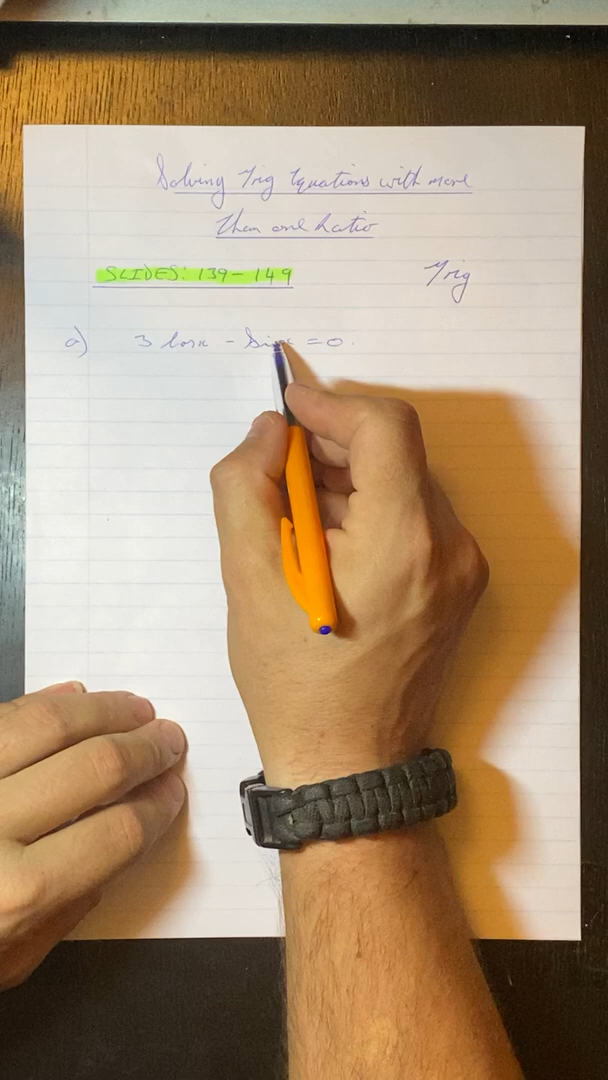 Solving Trig Equations with more
than one Ratio
SLIDES: 139-149
Trig
a) 3 Cosx - Sinx = 0.